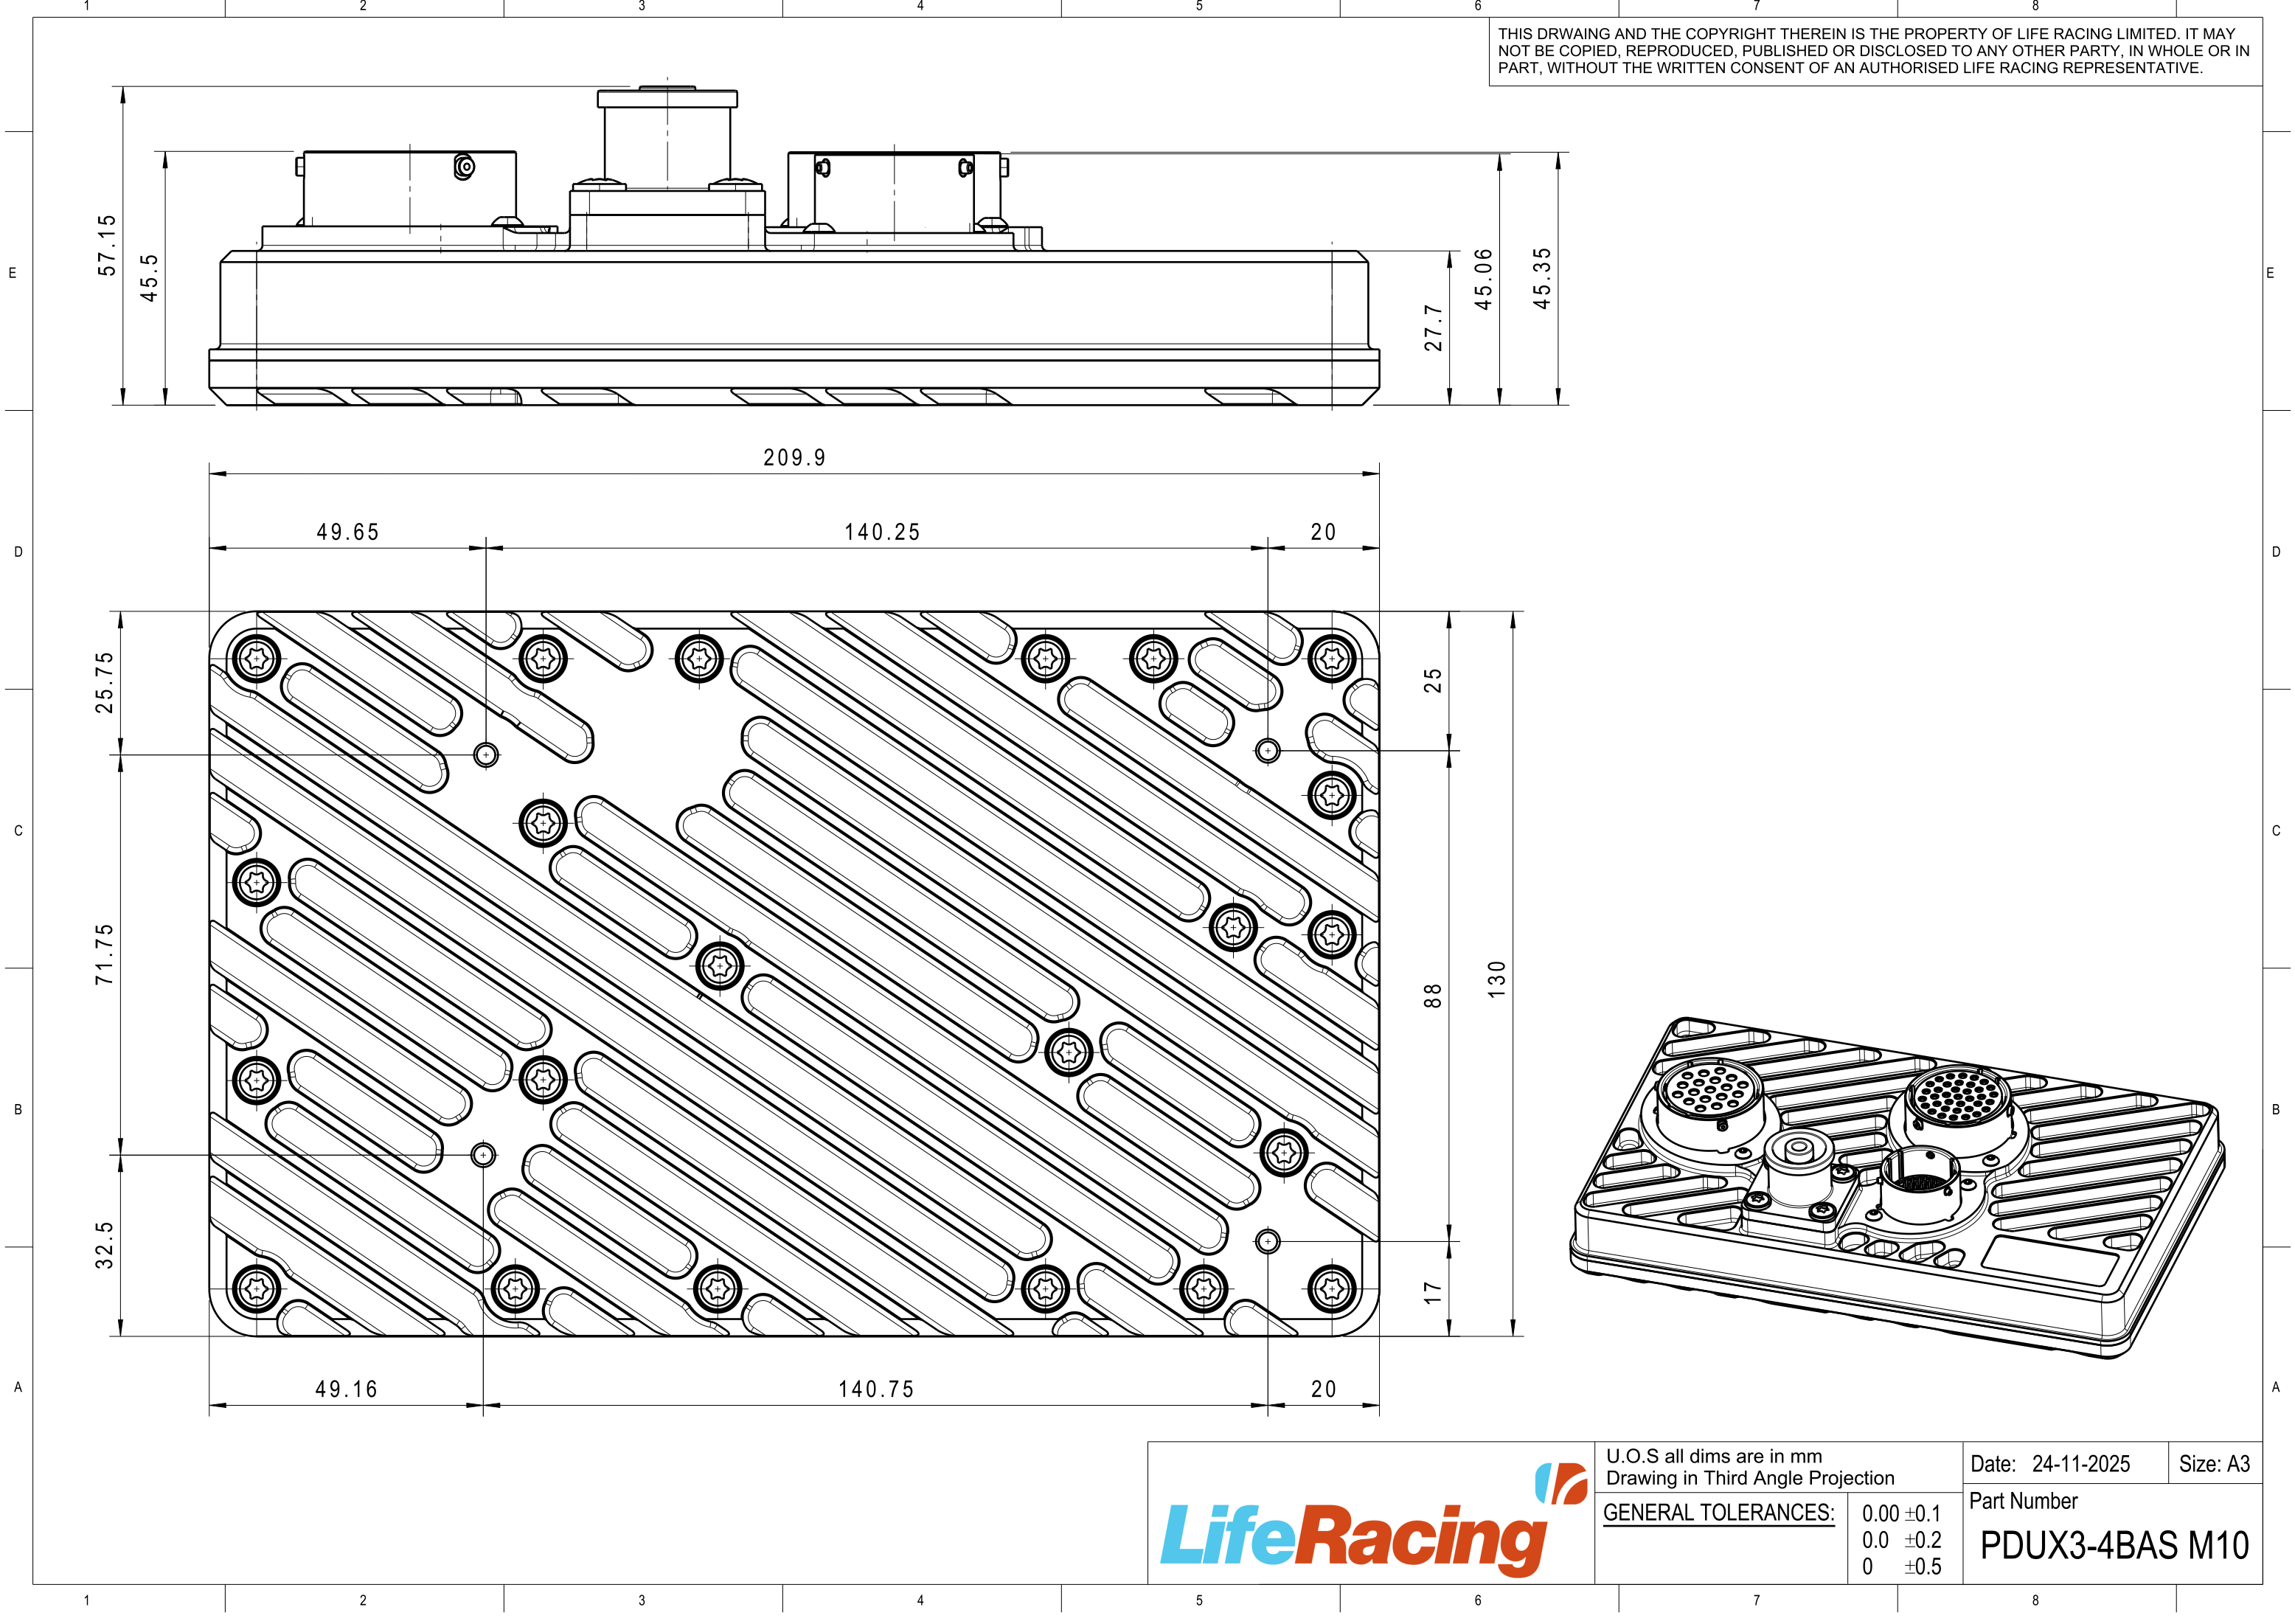 1 2 3 4 5 6 7 8
THIS DRWAING AND THE COPYRIGHT THEREIN IS THE PROPERTY OF LIFE RACING LIMITED. IT MAY
NOT BE COPIED, REPRODUCED, PUBLISHED OR DISCLOSED TO ANY OTHER PARTY, IN WHOLE OR IN
PART, WITHOUT THE WRITTEN CONSENT OF AN AUTHORISED LIFE RACING REPRESENTATIVE.
57.15
45.5
27.7
45.06
45.35
E E
209.9
49.65 140.25 20
D D
25.75
25
C C
71.75
88
130
B B
32.5
17
49.16 140.75 20
A A
LifeRacing
U.O.S all dims are in mm
Drawing in Third Angle Projection
GENERAL TOLERANCES:
0.00 ±0.1
0.0 ±0.2
0 ±0.5
Date: 24-11-2025
Size: A3
Part Number
PDUX3-4BAS M10
1 2 3 4 5 6 7 8